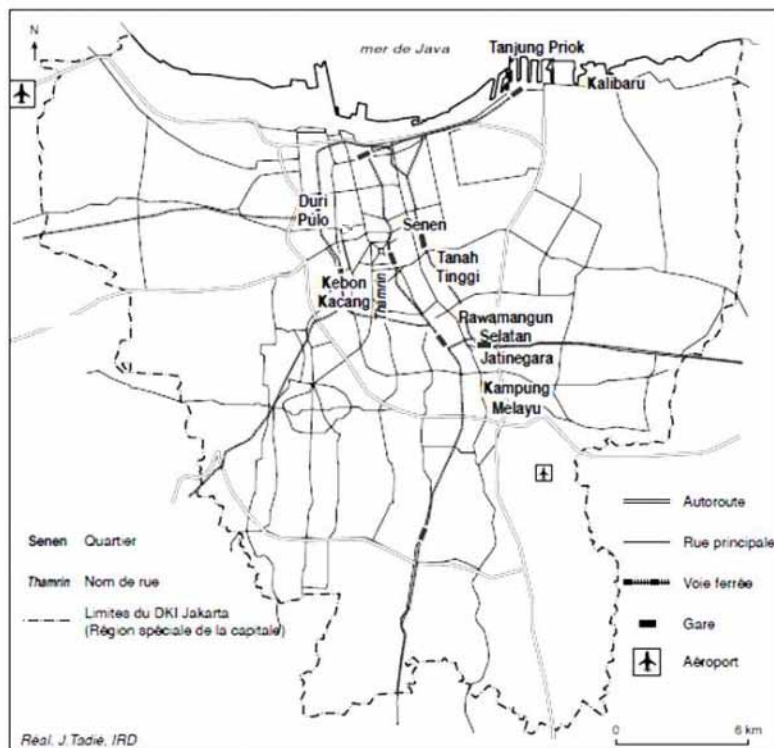 N
mer de Java
Tanjung Priok
Kalibaru
Duri
Pulo
Senen
Tanah
Tinggi
Kebon
Kacang
Thamrin
Rawamangun
Selatan
Jatinegara
Kampung
Melayu
Autoroute
Senen Quartier
Rue principale
Thamrin Nom de rue
Voie ferrée
Limites du DKI Jakarta
(Région spéciale de la capitale)
Gare
Aéroport
0 6 km
Réal. J.Tadié, IRD